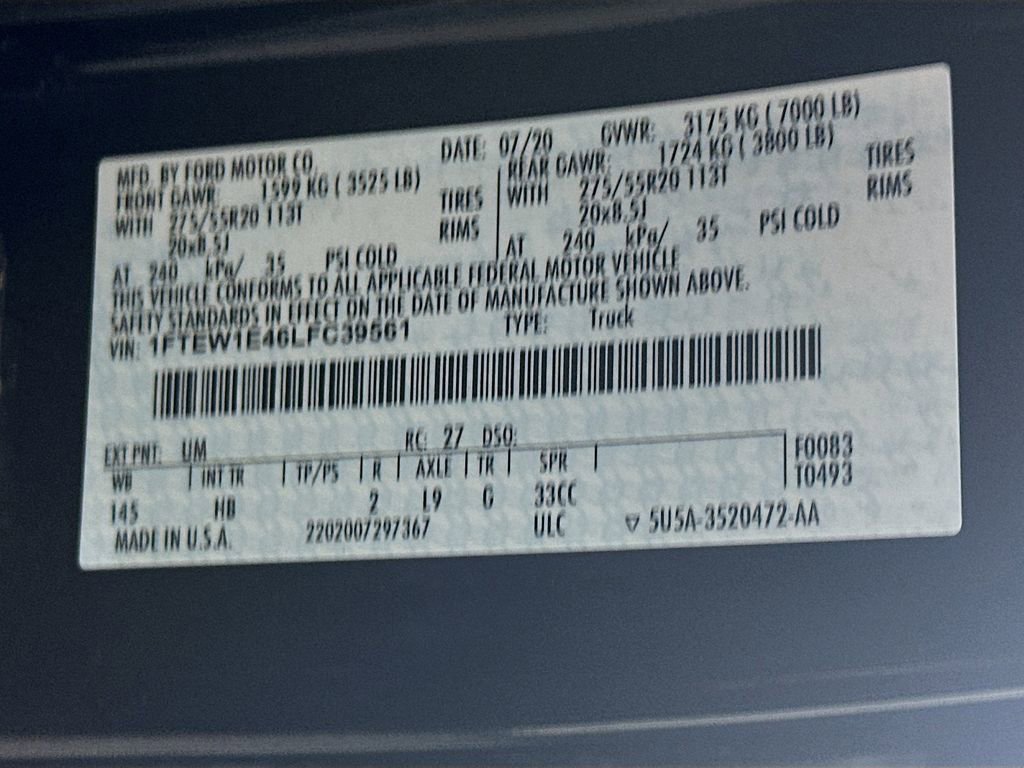 MFD. BY FORD MOTOR CO. DATE: 07/20 GVWR: 3175 KG ( 7000 LB)
FRONT GAWR: 1599 KG ( 3525 LB) REAR GAWR: 1724 KG ( 3800 LB)
WITH 275/55R20 113T TIRES WITH 275/55R20 113T TIRES
20x8.5J RIMS 20x8.5J RIMS
AT 240 kPa/ 35 PSI COLD AT 240 kPa/ 35 PSI COLD
THIS VEHICLE CONFORMS TO ALL APPLICABLE FEDERAL MOTOR VEHICLE
SAFETY STANDARDS IN EFFECT ON THE DATE OF MANUFACTURE SHOWN ABOVE.
VIN: 1FTEW1E46LFC39561 TYPE: Truck
EXT PNT: UM RC: 27 DSO: F0083
WB INT TR TP/PS R AXLE TR SPR T0493
145 HB 2 L9 G 33CC
MADE IN U.S.A. 2202007297367 ULC ▽ 5U5A-3520472-AA